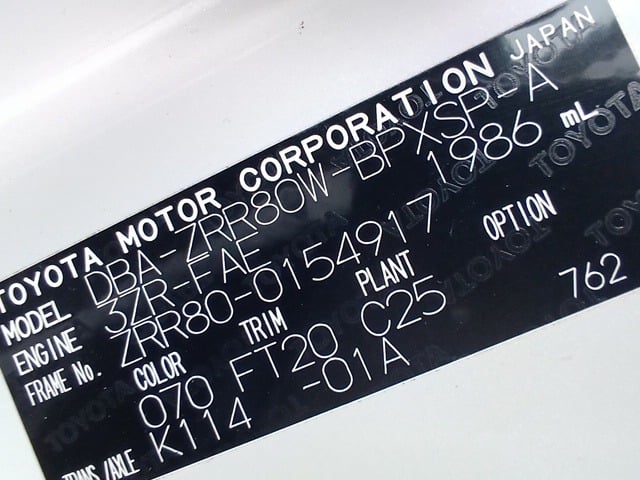 TOYOTA MOTOR CORPORATION JAPAN
MODEL DBA-ZRR80W-BPXSP-A
ENGINE 3ZR-FAE 1986 mL
FRAME No. ZRR80-0154917
COLOR TRIM PLANT OPTION
070 FT20 C25 762
TRANS/AXLE K114 -01A